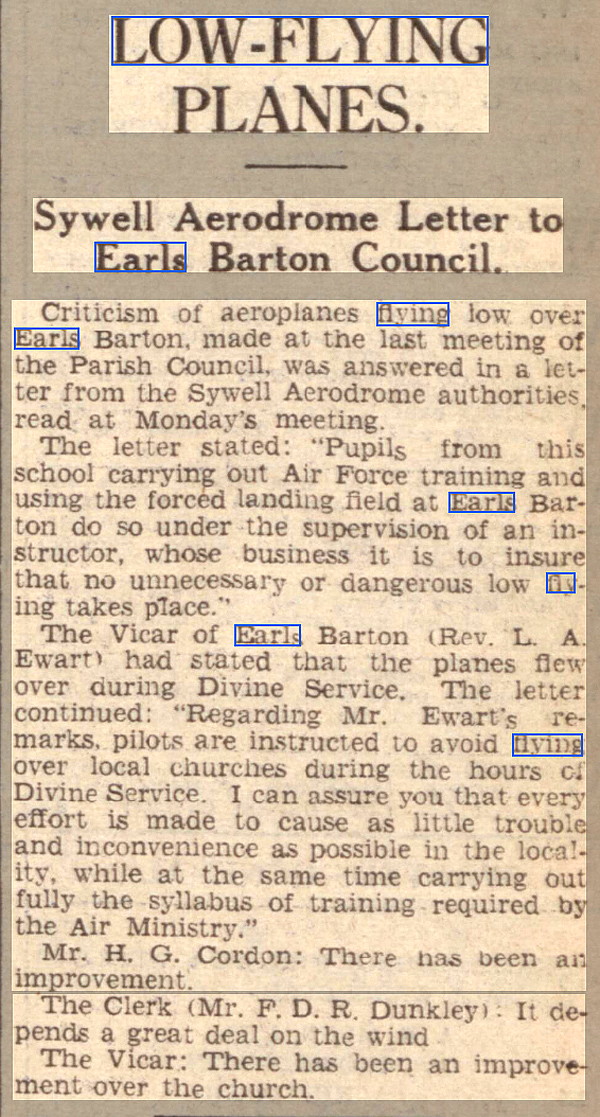 LOW-FLYING
PLANES.
Sywell Aerodrome Letter to
Earls Barton Council.
Criticism of aeroplanes flying low over
Earls Barton, made at the last meeting of
the Parish Council, was answered in a let-
ter from the Sywell Aerodrome authorities,
read at Monday's meeting.
The letter stated: "Pupils from this
school carrying out Air Force training and
using the forced landing field at Earls Bar-
ton do so under the supervision of an in-
structor, whose business it is to insure
that no unnecessary or dangerous low fly-
ing takes place."
The Vicar of Earls Barton (Rev. L. A.
Ewart) had stated that the planes flew
over during Divine Service. The letter
continued: "Regarding Mr. Ewart's re-
marks, pilots are instructed to avoid flying
over local churches during the hours of
Divine Service. I can assure you that every
effort is made to cause as little trouble
and inconvenience as possible in the local-
ity, while at the same time carrying out
fully the syllabus of training required by
the Air Ministry."
Mr. H. G. Cordon: There has been an
improvement.
The Clerk (Mr. F. D. R. Dunkley): It de-
pends a great deal on the wind
The Vicar: There has been an improve-
ment over the church.